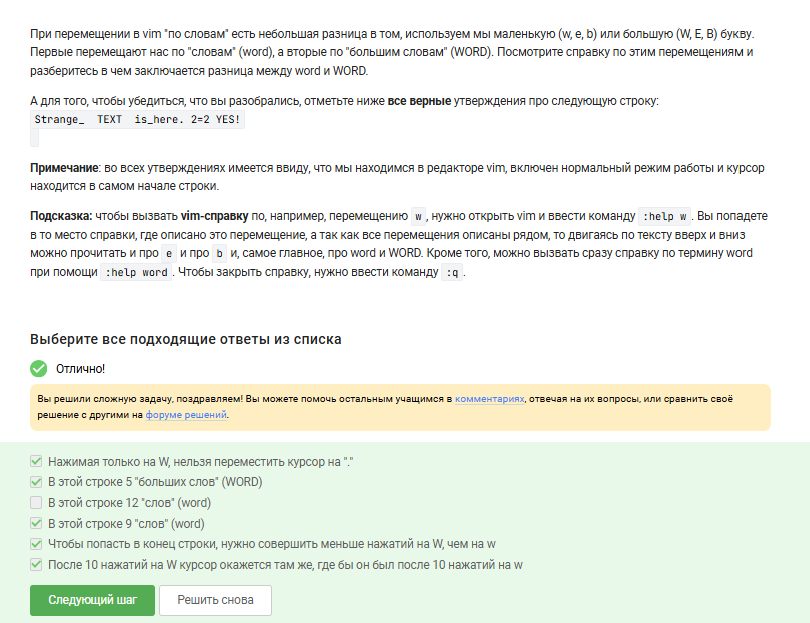 При перемещении в vim "по словам" есть небольшая разница в том, используем мы маленькую (w, e, b) или большую (W, E, B) букву.
Первые перемещают нас по "словам" (word), а вторые по "большим словам" (WORD). Посмотрите справку по этим перемещениям и
разберитесь в чем заключается разница между word и WORD.
А для того, чтобы убедиться, что вы разобрались, отметьте ниже все верные утверждения про следующую строку:
Strange_  TEXT  is_here. 2=2 YES!
Примечание: во всех утверждениях имеется ввиду, что мы находимся в редакторе vim, включен нормальный режим работы и курсор
находится в самом начале строки.
Подсказка: чтобы вызвать vim-справку по, например, перемещению w, нужно открыть vim и ввести команду :help w. Вы попадете
в то место справки, где описано это перемещение, а так как все перемещения описаны рядом, то двигаясь по тексту вверх и вниз
можно прочитать и про e и про b и, самое главное, про word и WORD. Кроме того, можно вызвать сразу справку по термину word
при помощи :help word. Чтобы закрыть справку, нужно ввести команду :q.
Выберите все подходящие ответы из списка
Отлично!
Вы решили сложную задачу, поздравляем! Вы можете помочь остальным учащимся в комментариях, отвечая на их вопросы, или сравнить своё
решение с другими на форуме решений.
Нажимая только на W, нельзя переместить курсор на "."
В этой строке 5 "больших слов" (WORD)
В этой строке 12 "слов" (word)
В этой строке 9 "слов" (word)
Чтобы попасть в конец строки, нужно совершить меньше нажатий на W, чем на w
После 10 нажатий на W курсор окажется там же, где бы он был после 10 нажатий на w
Следующий шаг
Решить снова